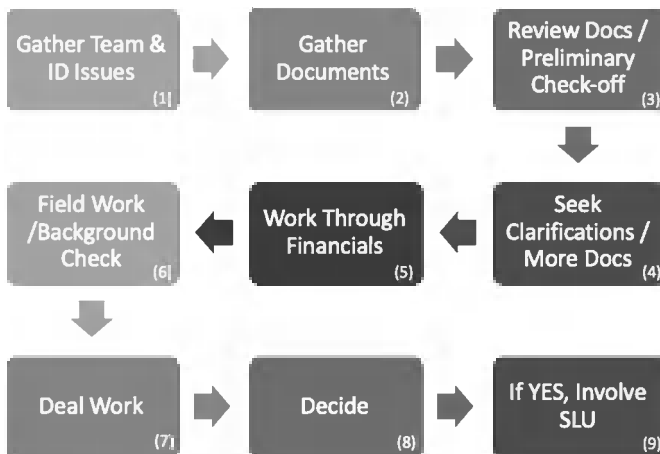 Gather Team &
ID Issues
(1)
Gather
Documents
(2)
Review Docs /
Preliminary
Check-off
(3)
Seek
Clarifications /
More Docs
(4)
Work Through
Financials
(5)
Field Work
/Background
Check
(6)
Deal Work
(7)
Decide
(8)
If YES, Involve
SLU
(9)